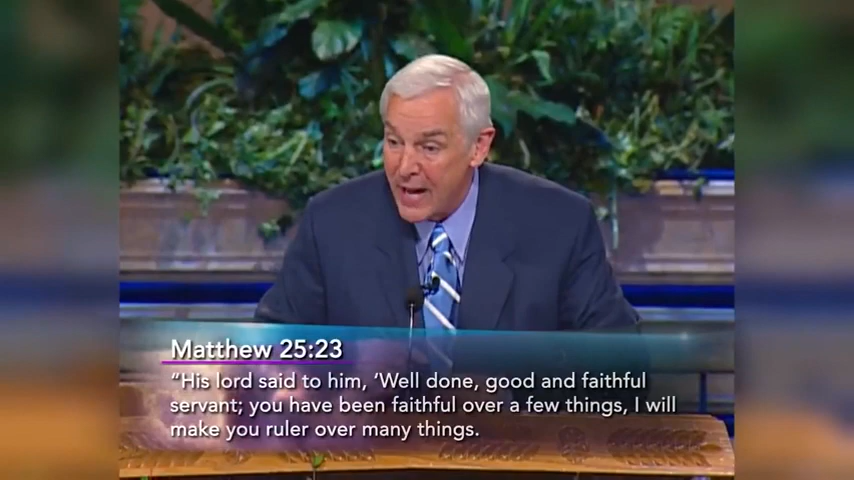 Matthew 25:23
“His lord said to him, ‘Well done, good and faithful
servant; you have been faithful over a few things, I will
make you ruler over many things.